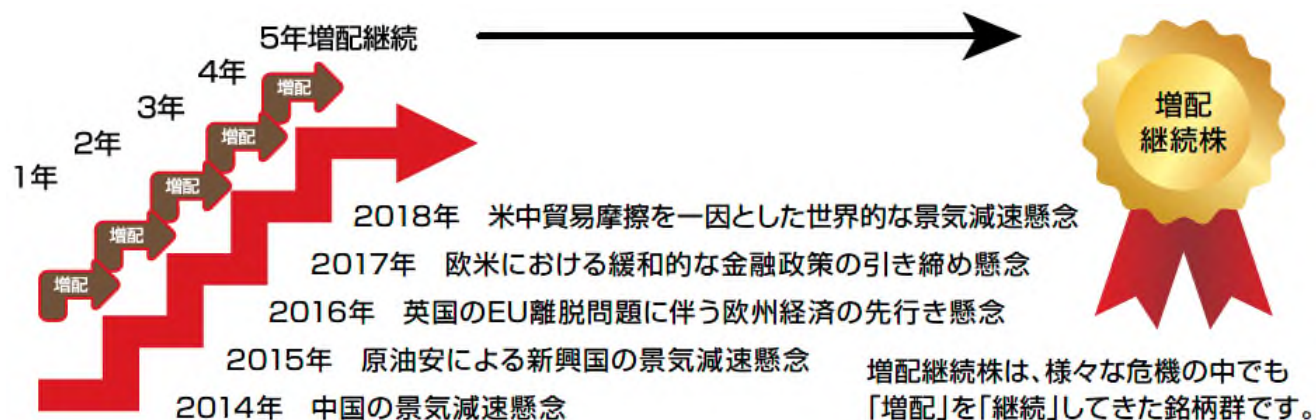 5年増配継続
4年
3年
2年
1年
増配
増配
増配
増配
増配
増配
継続株
2018年 米中貿易摩擦を一因とした世界的な景気減速懸念
2017年 欧米における緩和的な金融政策の引き締め懸念
2016年 英国のEU離脱問題に伴う欧州経済の先行き懸念
2015年 原油安による新興国の景気減速懸念
2014年 中国の景気減速懸念
増配継続株は、様々な危機の中でも
「増配」を「継続」してきた銘柄群です。